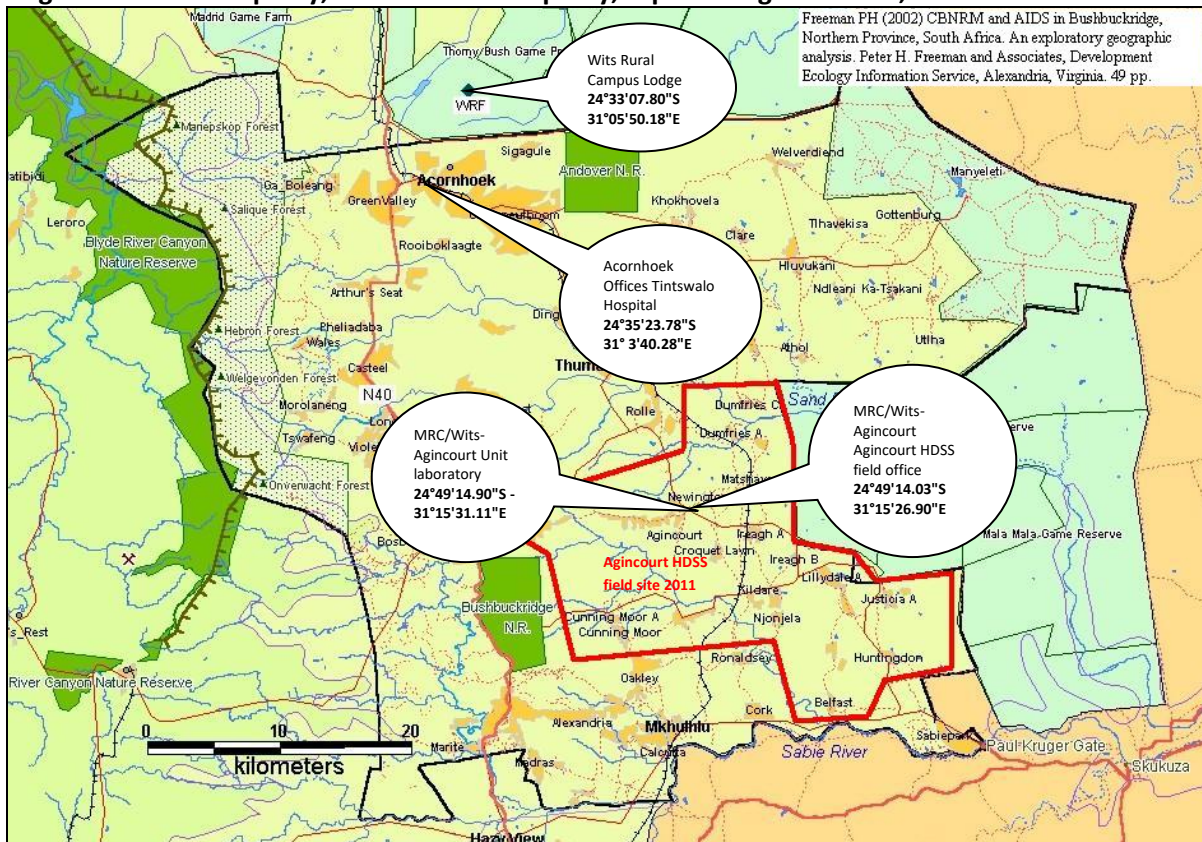 Madrid Game Farm
Thorny Bush Game
Freeman PH (2002) CBNRM and AIDS in Bushbuckridge,
Northern Province, South Africa. An exploratory geographic
analysis. Peter H. Freeman and Associates, Development
Ecology Information Service, Alexandria, Virginia. 49 pp.
Wits Rural
Campus Lodge
24°33'07.80"S
31°05'50.18"E
WRF
Manepskop Forest
Sigagule
Welverdiend
Andover N. R.
Manyeleti
Acornhoek
Ga_Boleang
GreenValley
Khokhovela
Salique Forest
Leroro
Gottenburg
Thavekisa
Clare
Blyde River Canyon
Nature Reserve
Rooiboklaagte
Hluvukani
Acornhoek
Offices Tintswalo
Hospital
24°35'23.78"S
31° 3'40.28"E
Ndleani Ka-Tsakani
Arthur's Seat
Hebron Forest
Pheliadaba
Wales
Athol
Utlha
Casteel
Welgevonden Forest
N40
Morolaneng
Rolle
Dumfries C.
Dumfries A
Tswafeng
MRC/Wits-
Agincourt Unit
laboratory
24°49'14.90"S -
31°15'31.11"E
MRC/Wits-
Agincourt
Agincourt HDSS
field office
24°49'14.03"S
31°15'26.90"E
Onverwacht Forest
Mala Mala Game Reserve
Agincourt
Ireagh A
Croquet Lawn
Ireagh B
Agincourt HDSS
field site 2011
Lillydale A
Kildare
Justicia A
Bushbuckridge
N.R.
Cunning Moor A
Cunning Moor
Njonjela
Ronaldsey
Huntingdon
River Canyon Nature Reserve
Oakley
Belfast
Cork
0 10 20
kilometers
Alexandria
Mkhuhlu
Marite
Calcutta
Madras
Sabie River
Sabiepark
Paul Kruger Gate
Skukuza
Hazy View